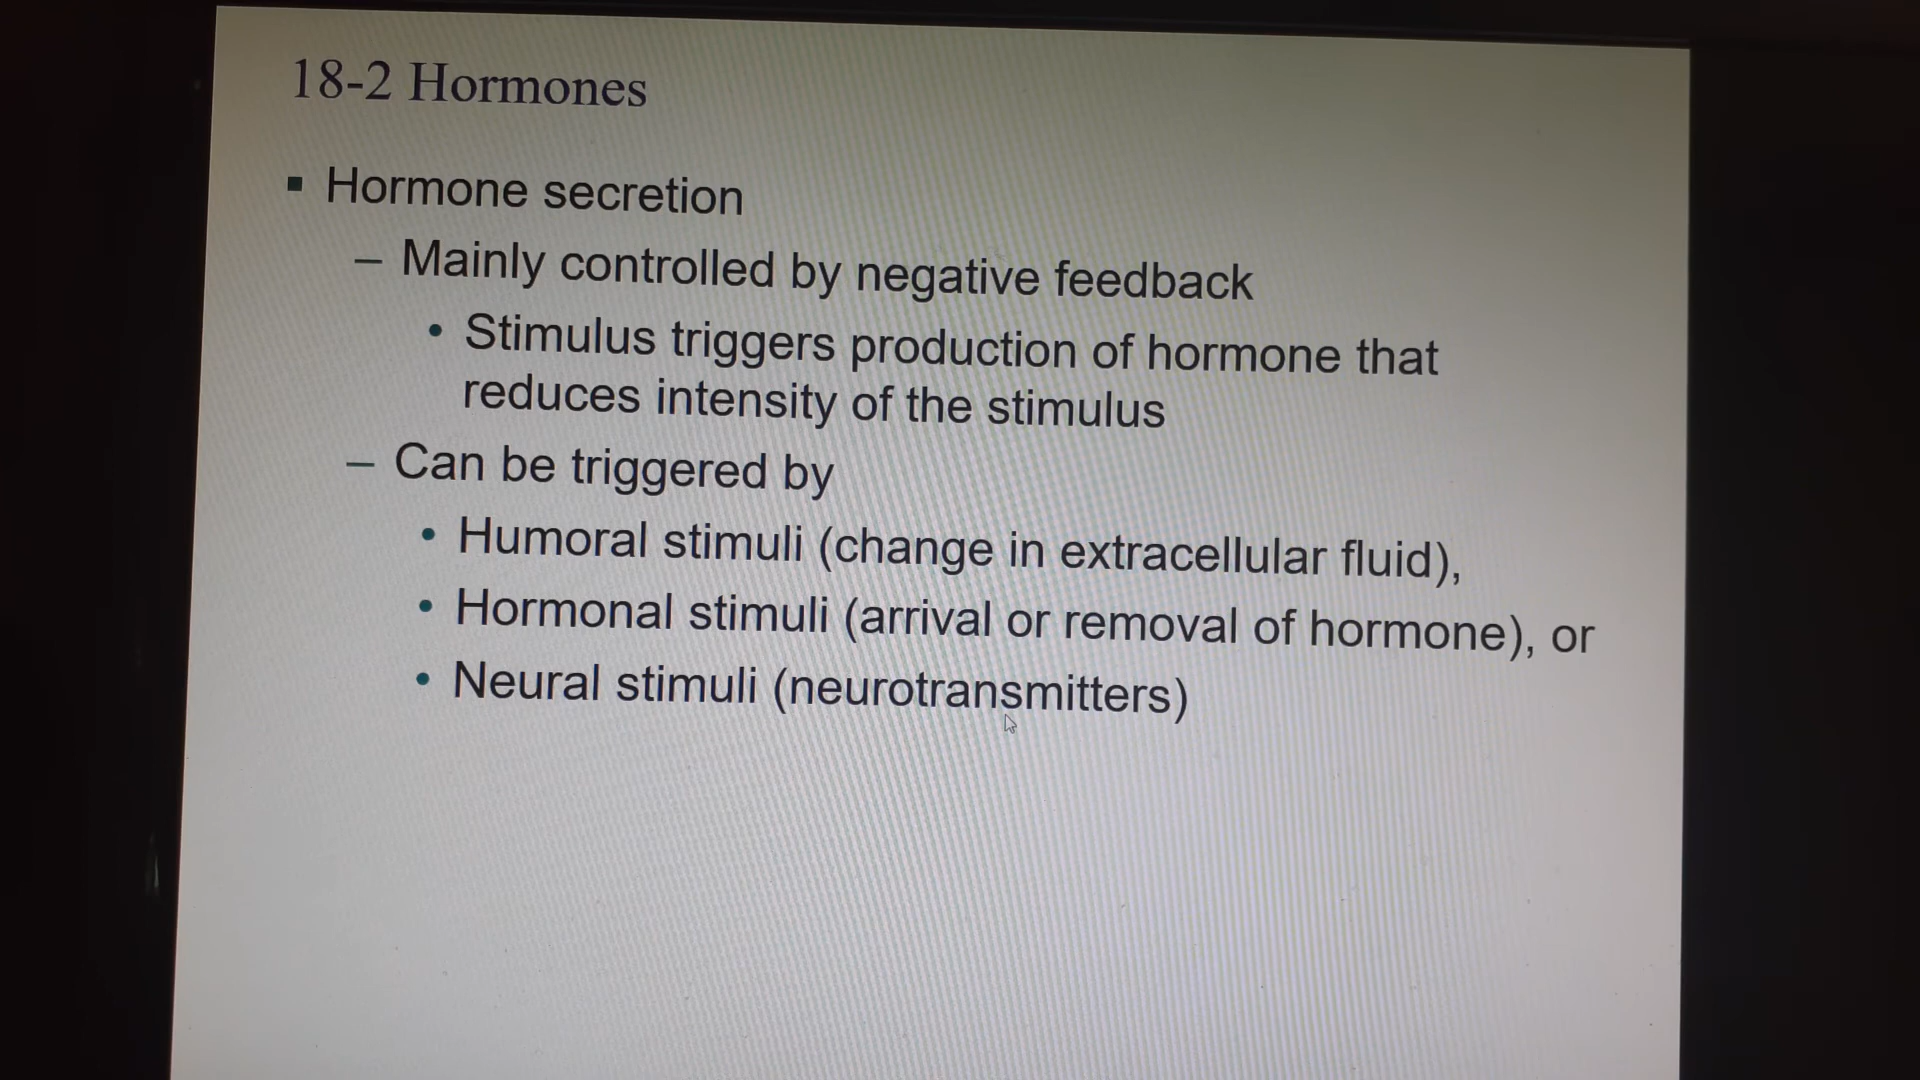 18-2 Hormones
▪ Hormone secretion
– Mainly controlled by negative feedback
• Stimulus triggers production of hormone that
reduces intensity of the stimulus
– Can be triggered by
• Humoral stimuli (change in extracellular fluid),
• Hormonal stimuli (arrival or removal of hormone), or
• Neural stimuli (neurotransmitters)